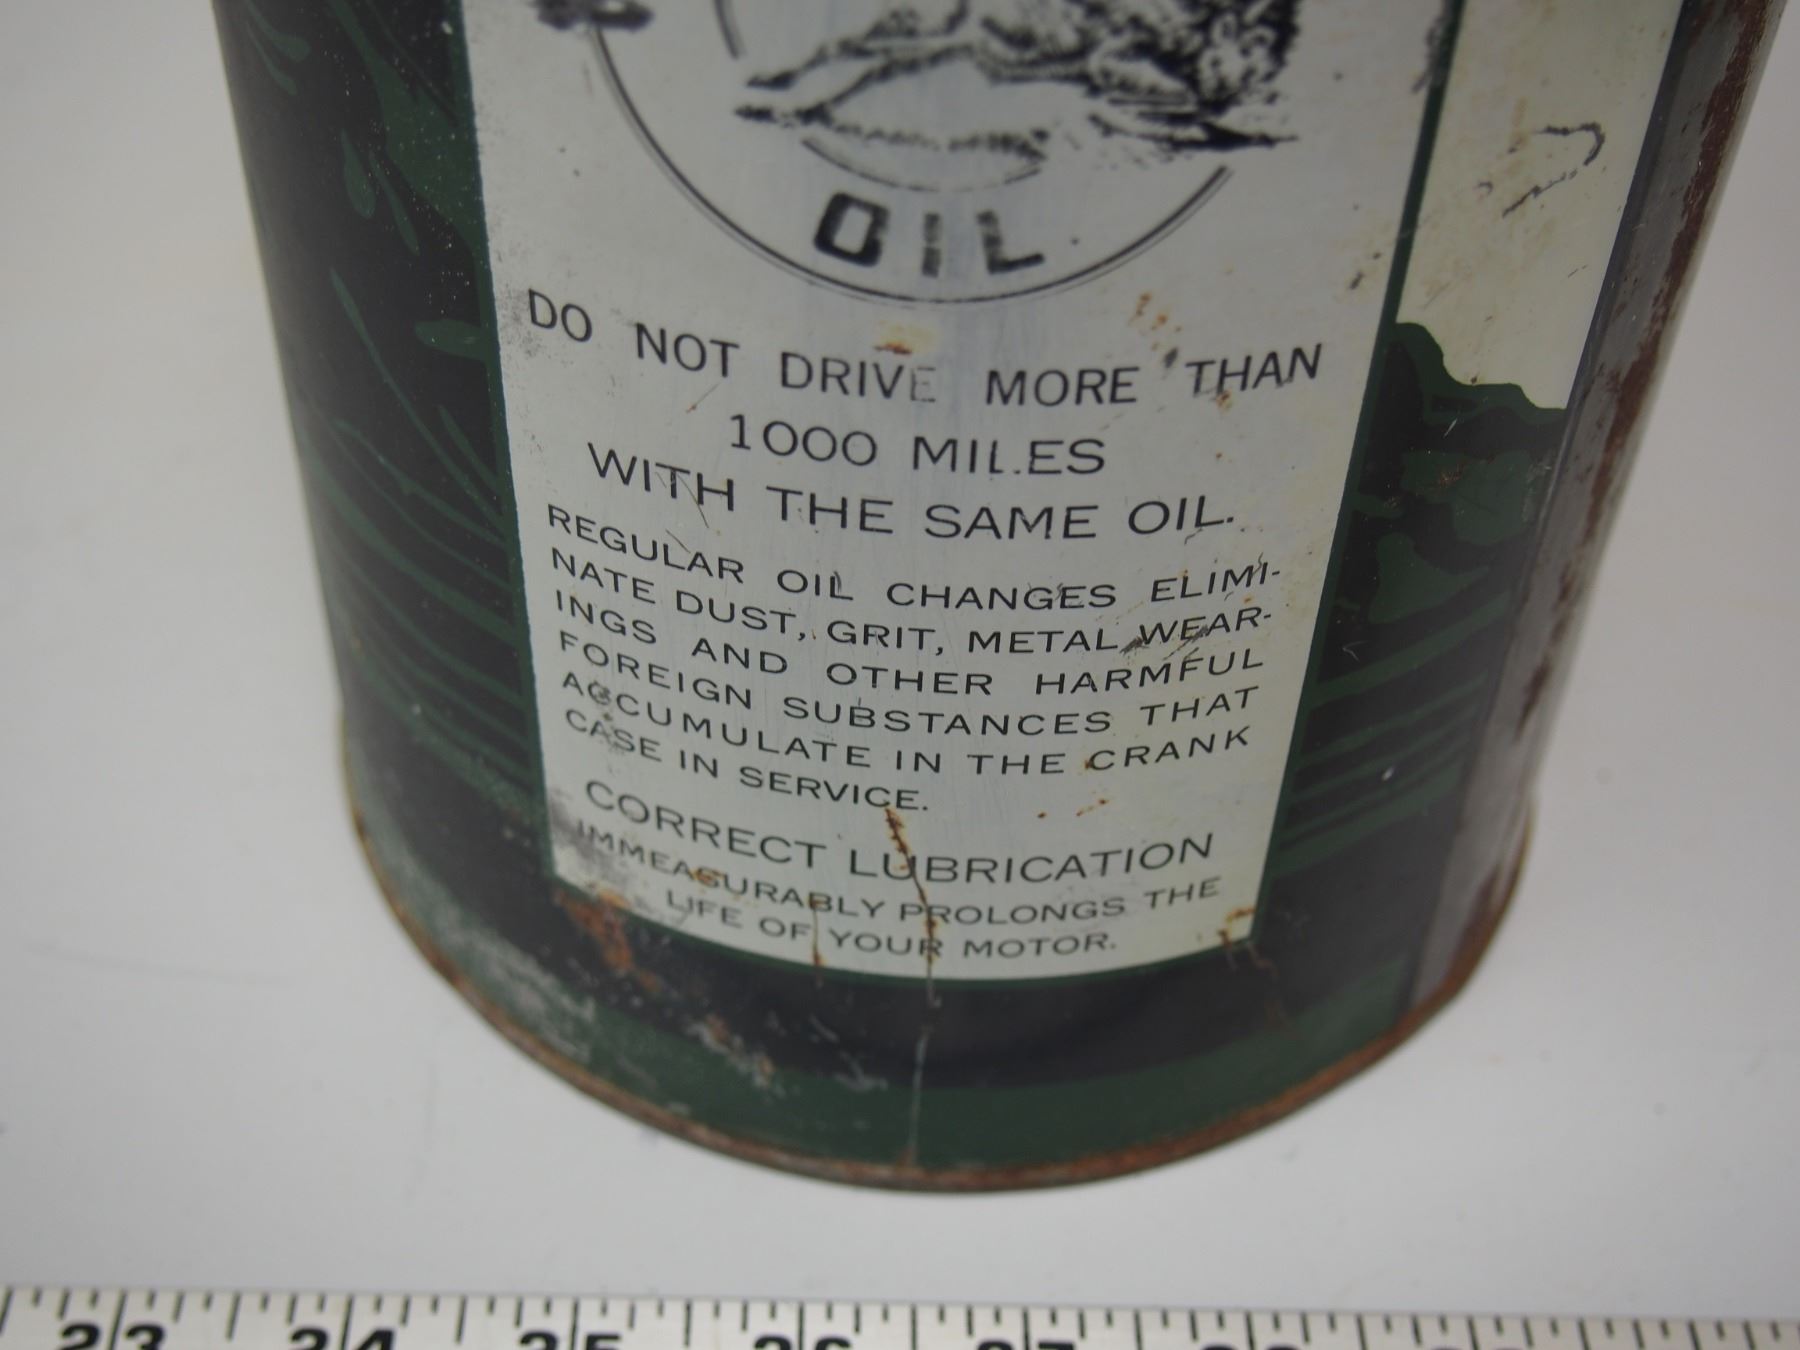 OIL
DO NOT DRIVE MORE THAN
1000 MILES
WITH THE SAME OIL.
REGULAR OIL CHANGES ELIMI-
NATE DUST, GRIT, METAL WEAR-
INGS AND OTHER HARMFUL
FOREIGN SUBSTANCES THAT
ACCUMULATE IN THE CRANK
CASE IN SERVICE.
CORRECT LUBRICATION
IMMEASURABLY PROLONGS THE
LIFE OF YOUR MOTOR.
23 24 25 26 27 28